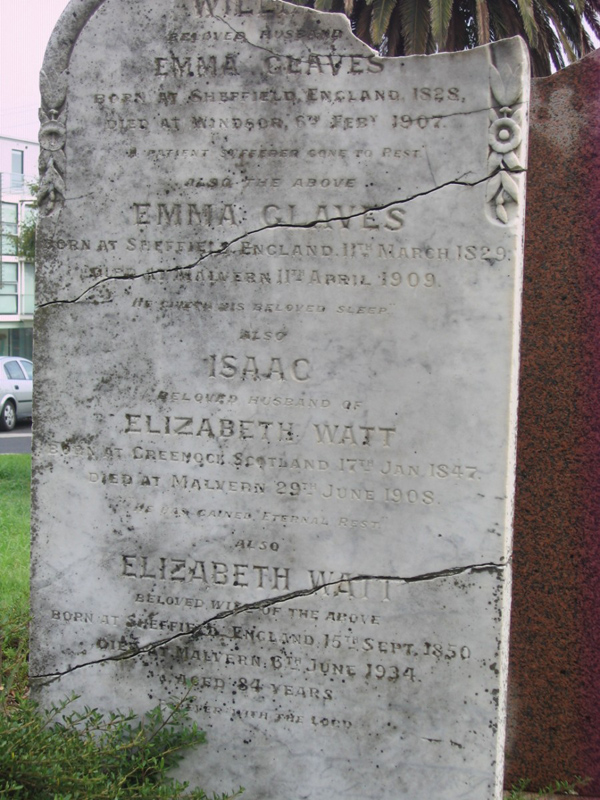 BELOVED HUSBAND
EMMA GLAVES
BORN AT SHEFFIELD, ENGLAND, 1828,
DIED AT WINDSOR, 6TH FEBY 1907.
A PATIENT SUFFERER GONE TO REST
ALSO THE ABOVE
EMMA GLAVES
BORN AT SHEFFIELD, ENGLAND. 11TH MARCH 1829.
DIED AT MALVERN 11TH APRIL 1909.
"HE GIVETH HIS BELOVED SLEEP."
ALSO
ISAAC
BELOVED HUSBAND OF
ELIZABETH WATT
BORN AT GREENOCK SCOTLAND 17TH JAN 1847.
DIED AT MALVERN 29TH JUNE 1908.
"HE HAS GAINED ETERNAL REST."
ALSO
ELIZABETH WATT
BELOVED WIFE OF THE ABOVE
BORN AT SHEFFIELD, ENGLAND, 15TH SEPT. 1850
DIED AT MALVERN, 6TH JUNE 1934.
AGED 84 YEARS
EVER WITH THE LORD